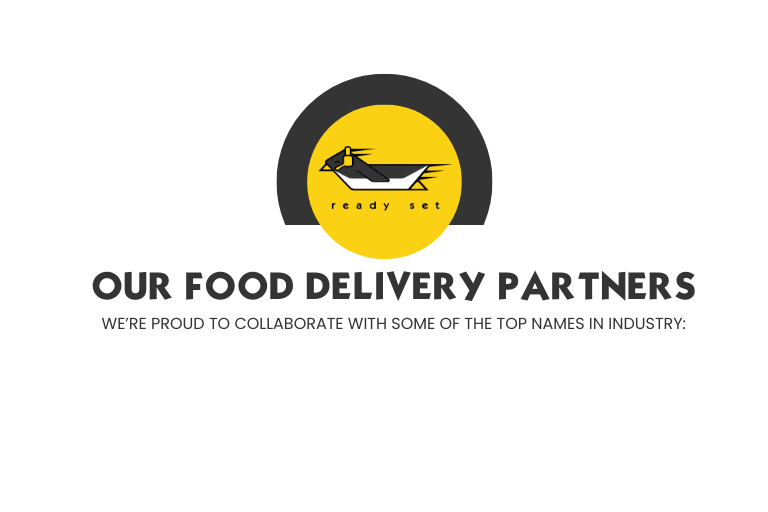 ready set
OUR FOOD DELIVERY PARTNERS
WE’RE PROUD TO COLLABORATE WITH SOME OF THE TOP NAMES IN INDUSTRY: